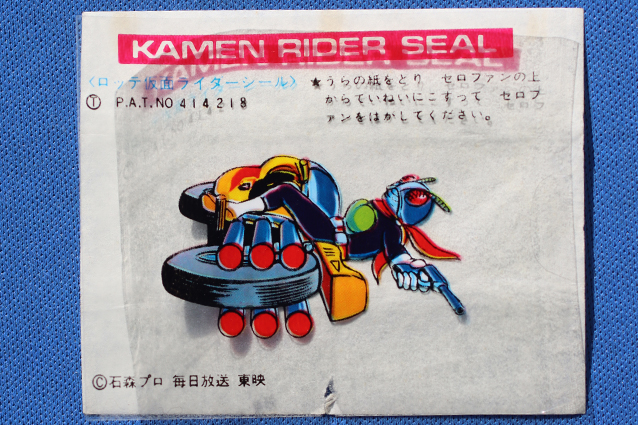 KAMEN RIDER SEAL
〈ロッテ仮面ライダーシール〉
Ⓣ P.A.T.NO414218
★うらの紙をとり セロファンの上
からていねいにこすって セロフ
ァンをはがしてください。
Ⓒ石森プロ 毎日放送 東映